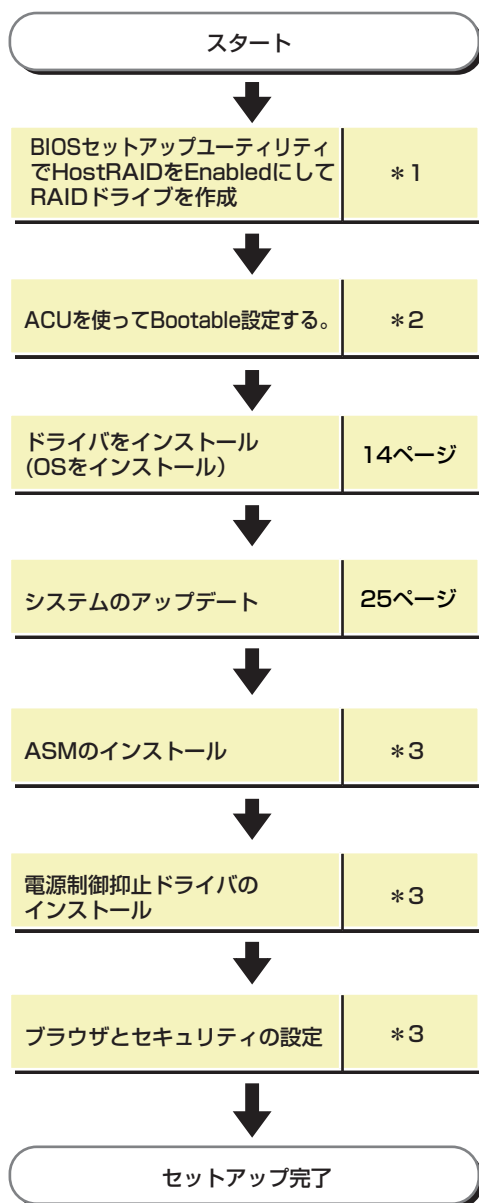 スタート
BIOSセットアップユーティリティ
でHostRAIDをEnabledにして
RAIDドライブを作成
＊1
ACUを使ってBootable設定する。
＊2
ドライバをインストール
(OSをインストール)
14ページ
システムのアップデート
25ページ
ASMのインストール
＊3
電源制御抑止ドライバの
インストール
＊3
ブラウザとセキュリティの設定
＊3
セットアップ完了